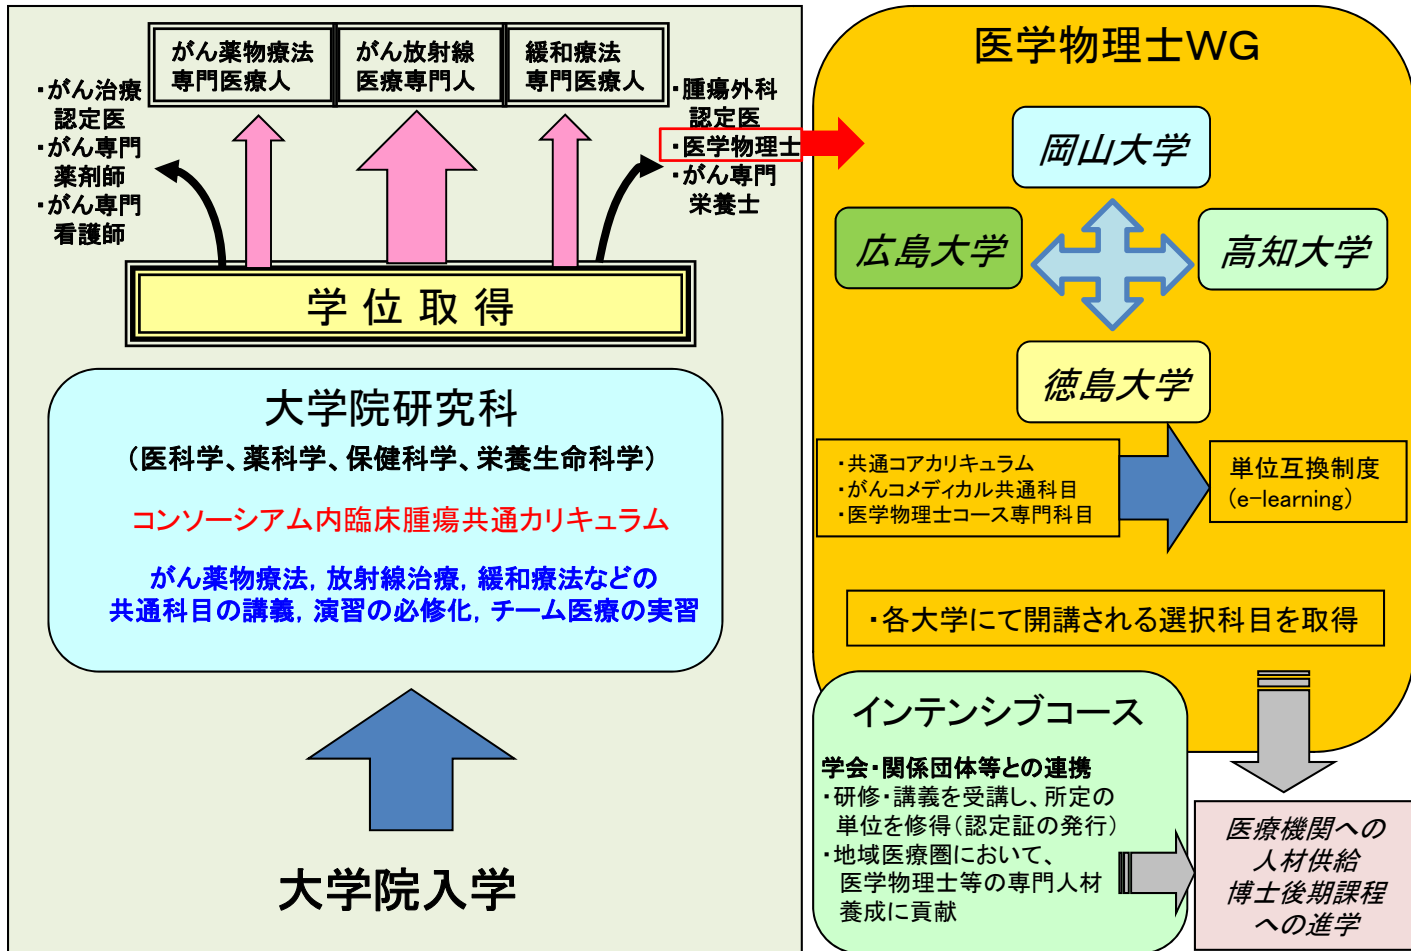 がん薬物療法
専門医療人
がん放射線
医療専門人
緩和療法
専門医療人
・がん治療
認定医
・がん専門
薬剤師
・がん専門
看護師
・腫瘍外科
認定医
・医学物理士
・がん専門
栄養士
学位取得
大学院研究科
（医科学、薬科学、保健科学、栄養生命科学）
コンソーシアム内臨床腫瘍共通カリキュラム
がん薬物療法，放射線治療，緩和療法などの
共通科目の講義，演習の必修化，チーム医療の実習
大学院入学
医学物理士WG
岡山大学
広島大学
高知大学
徳島大学
・共通コアカリキュラム
・がんコメディカル共通科目
・医学物理士コース専門科目
単位互換制度
(e-learning)
・各大学にて開講される選択科目を取得
インテンシブコース
学会・関係団体等との連携
・研修・講義を受講し、所定の
単位を修得（認定証の発行）
・地域医療圏において、
医学物理士等の専門人材
養成に貢献
医療機関への
人材供給
博士後期課程
への進学